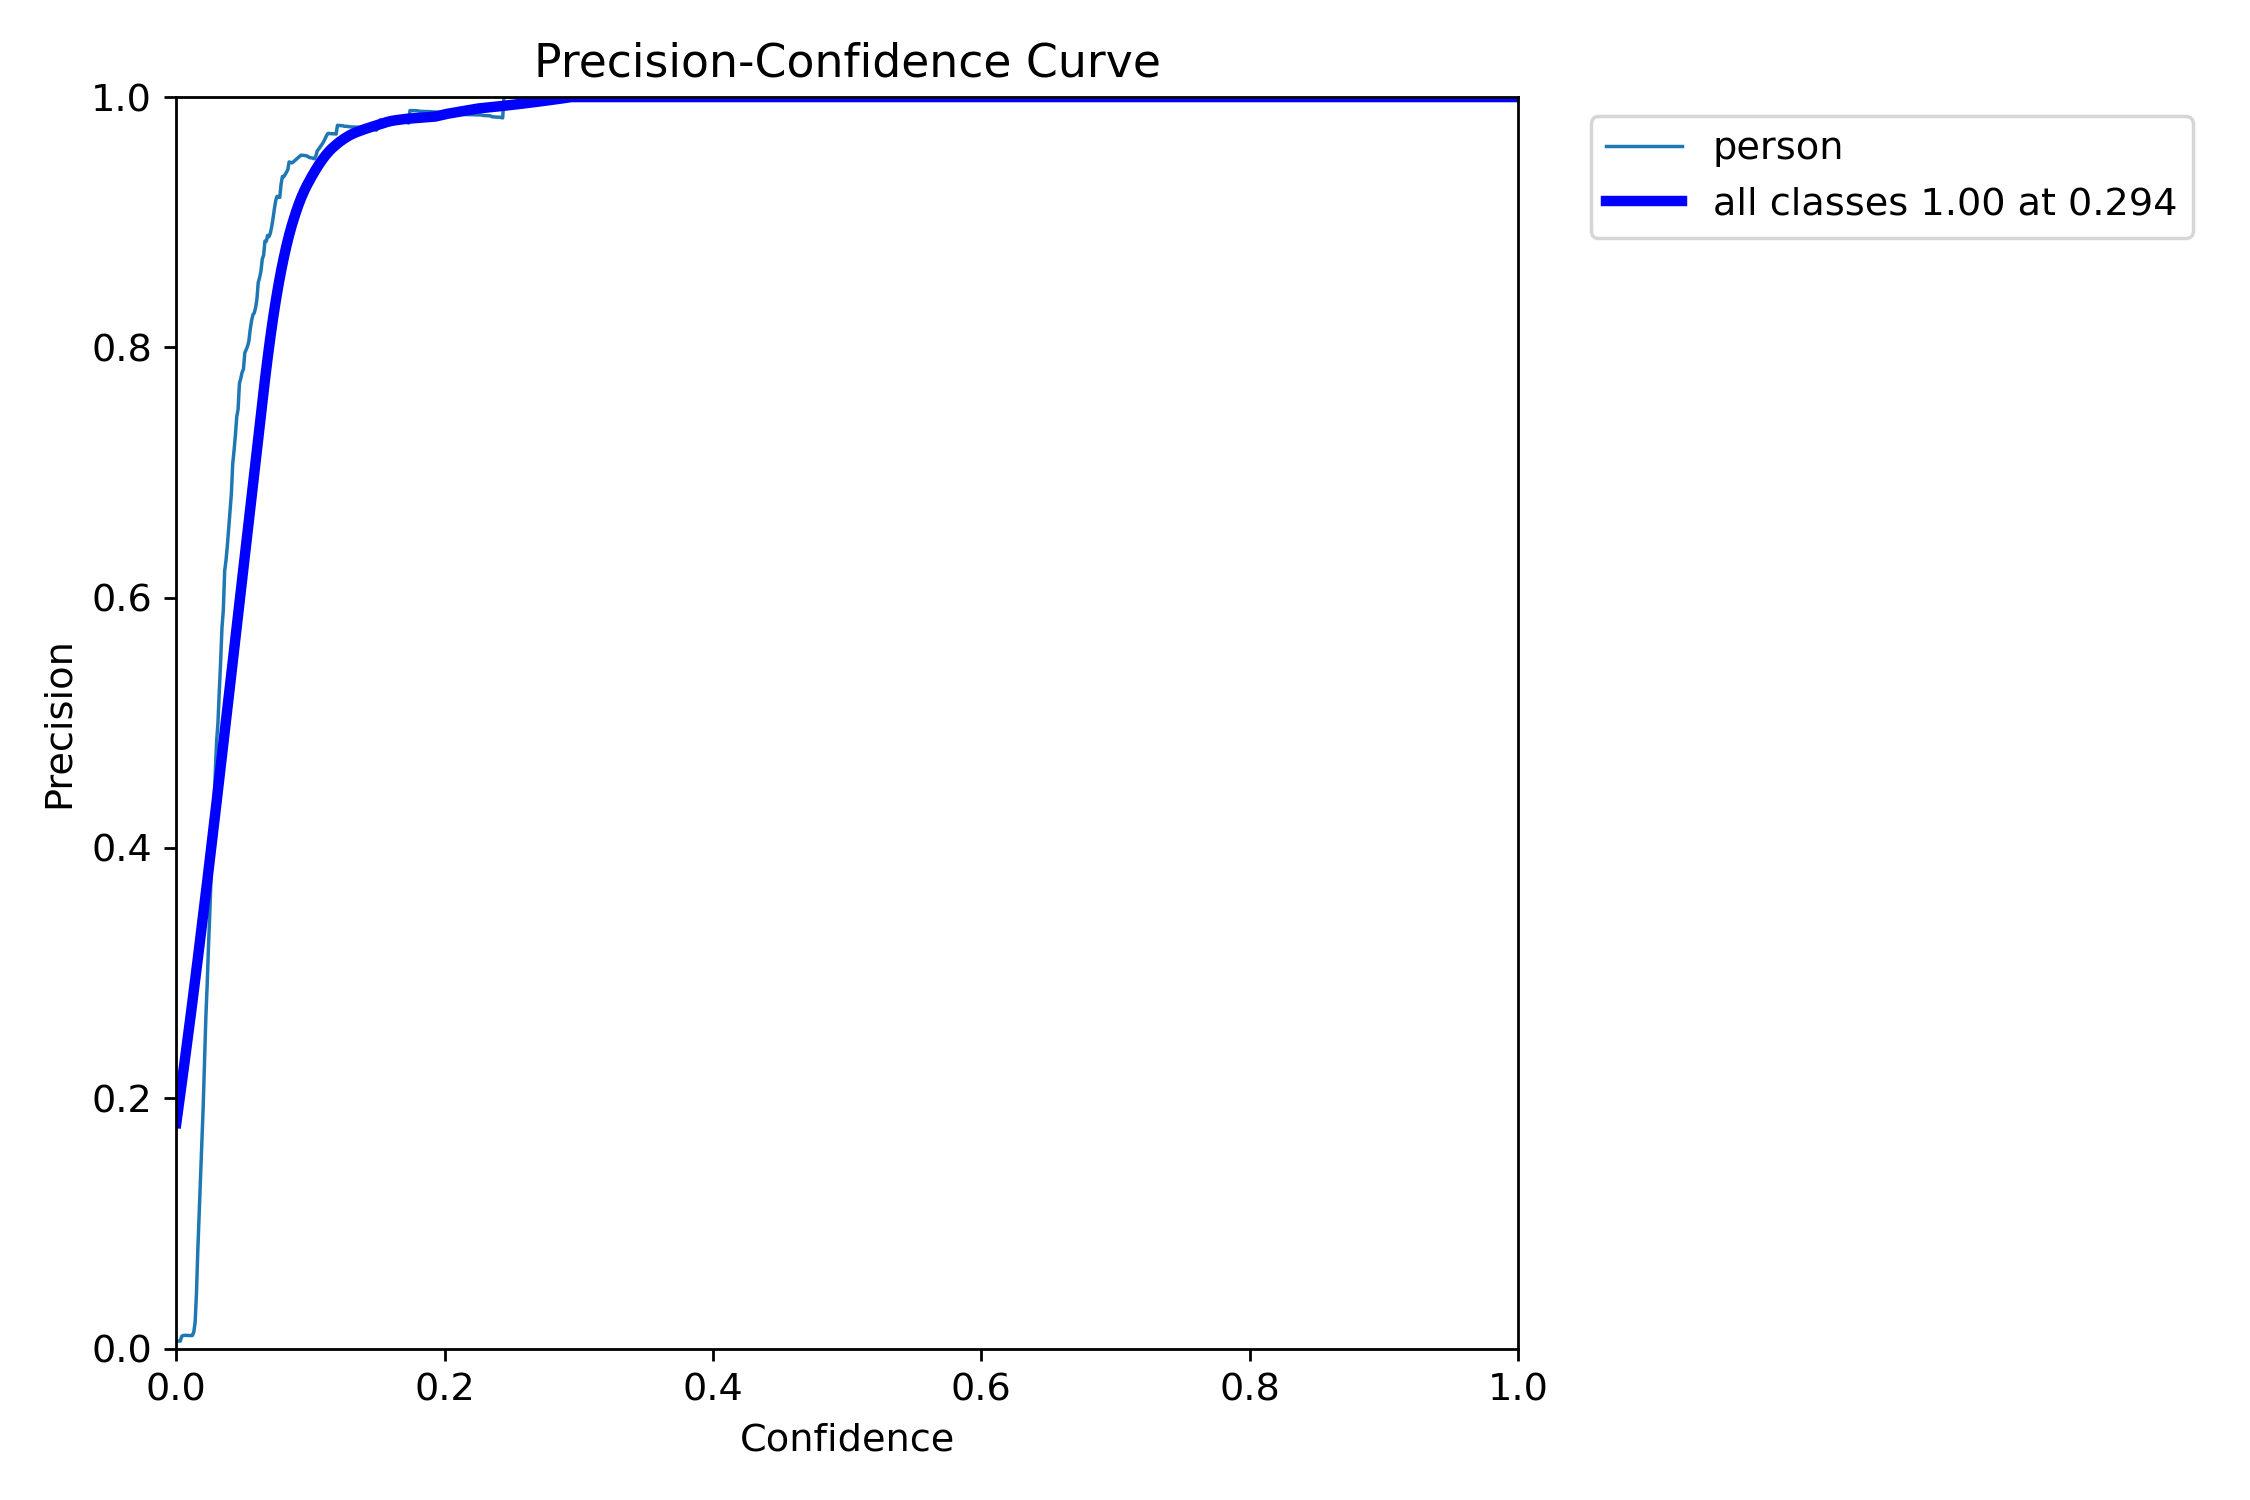 Precision-Confidence Curve
1.0
0.8
0.6
0.4
0.2
0.0
Precision
0.0 0.2 0.4 0.6 0.8 1.0
Confidence
person
all classes 1.00 at 0.294